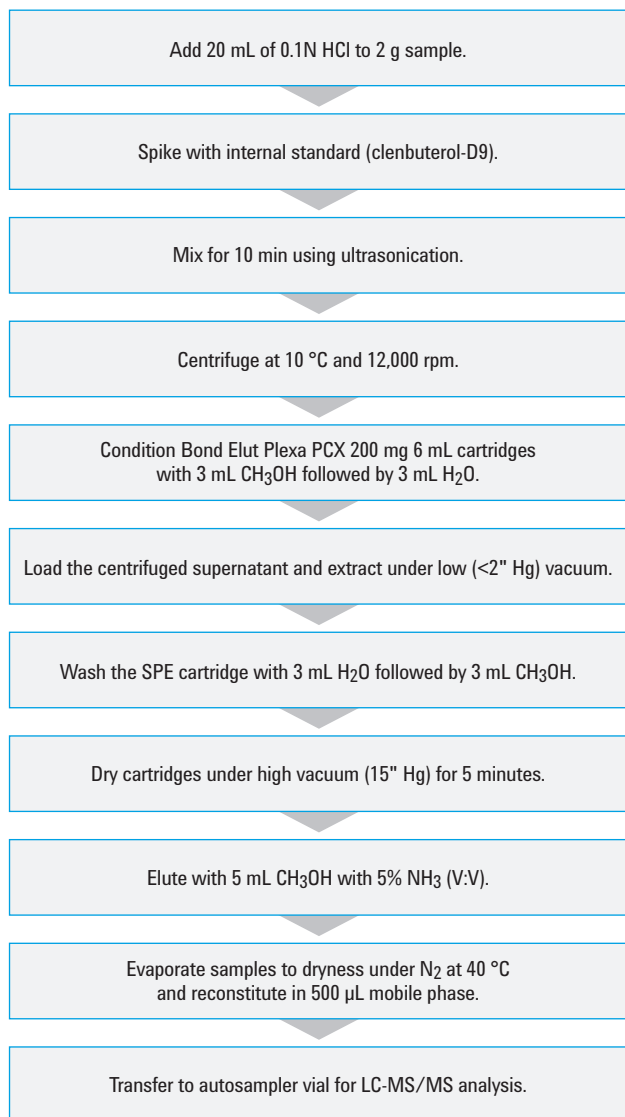 Add 20 mL of 0.1N HCl to 2 g sample.
Spike with internal standard (clenbuterol-D9).
Mix for 10 min using ultrasonication.
Centrifuge at 10 °C and 12,000 rpm.
Condition Bond Elut Plexa PCX 200 mg 6 mL cartridges
with 3 mL CH₃OH followed by 3 mL H₂O.
Load the centrifuged supernatant and extract under low (<2" Hg) vacuum.
Wash the SPE cartridge with 3 mL H₂O followed by 3 mL CH₃OH.
Dry cartridges under high vacuum (15" Hg) for 5 minutes.
Elute with 5 mL CH₃OH with 5% NH₃ (V:V).
Evaporate samples to dryness under N₂ at 40 °C
and reconstitute in 500 µL mobile phase.
Transfer to autosampler vial for LC-MS/MS analysis.